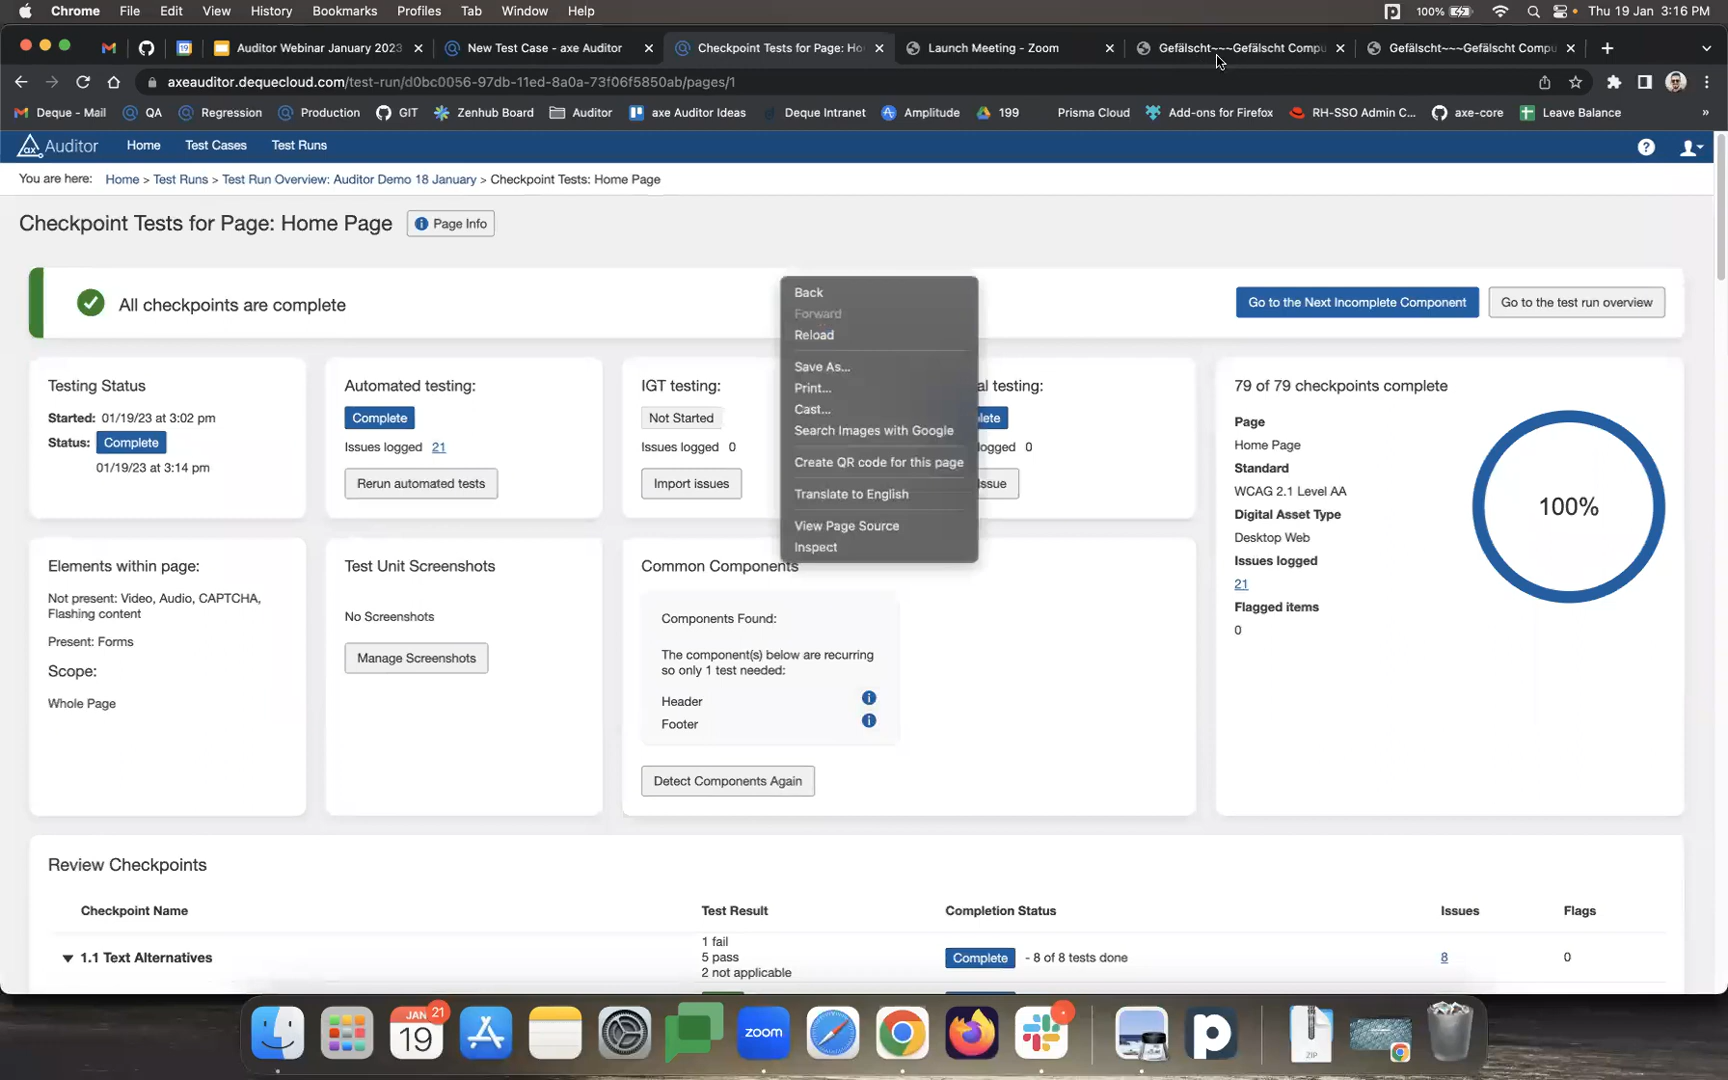 Chrome File Edit View History Bookmarks Profiles Tab Window Help 100% Thu 19 Jan 3:16 PM
Auditor Webinar January 2023 New Test Case - axe Auditor Checkpoint Tests for Page: Ho Launch Meeting - Zoom Gefälscht~~~Gefälscht Compu Gefälscht~~~Gefälscht Compu
axeauditor.dequecloud.com/test-run/d0bc0056-97db-11ed-8a0a-73f06f5850ab/pages/1
Deque - Mail QA Regression Production GIT Zenhub Board Auditor axe Auditor Ideas Deque Intranet Amplitude 199 Prisma Cloud Add-ons for Firefox RH-SSO Admin C... axe-core Leave Balance »
ax Auditor Home Test Cases Test Runs
You are here: Home > Test Runs > Test Run Overview: Auditor Demo 18 January > Checkpoint Tests: Home Page
Checkpoint Tests for Page: Home Page Page Info
All checkpoints are complete Go to the Next Incomplete Component Go to the test run overview
Back
Forward
Reload
Save As...
Print...
Cast...
Search Images with Google
Create QR code for this page
Translate to English
View Page Source
Inspect
Testing Status
Started: 01/19/23 at 3:02 pm
Status: Complete
01/19/23 at 3:14 pm
Automated testing:
Complete
Issues logged 21
Rerun automated tests
IGT testing:
Not Started
Issues logged 0
Import issues
al testing:
lete
ogged 0
issue
79 of 79 checkpoints complete
Page
Home Page
Standard
WCAG 2.1 Level AA
Digital Asset Type
Desktop Web
Issues logged
21
Flagged items
0
100%
Elements within page:
Not present: Video, Audio, CAPTCHA,
Flashing content
Present: Forms
Scope:
Whole Page
Test Unit Screenshots
No Screenshots
Manage Screenshots
Common Components
Components Found:
The component(s) below are recurring
so only 1 test needed:
Header
Footer
Detect Components Again
Review Checkpoints
Checkpoint Name Test Result Completion Status Issues Flags
1.1 Text Alternatives
1 fail
5 pass
2 not applicable
Complete - 8 of 8 tests done 8 0
JAN 21
19
zoom
ZIP